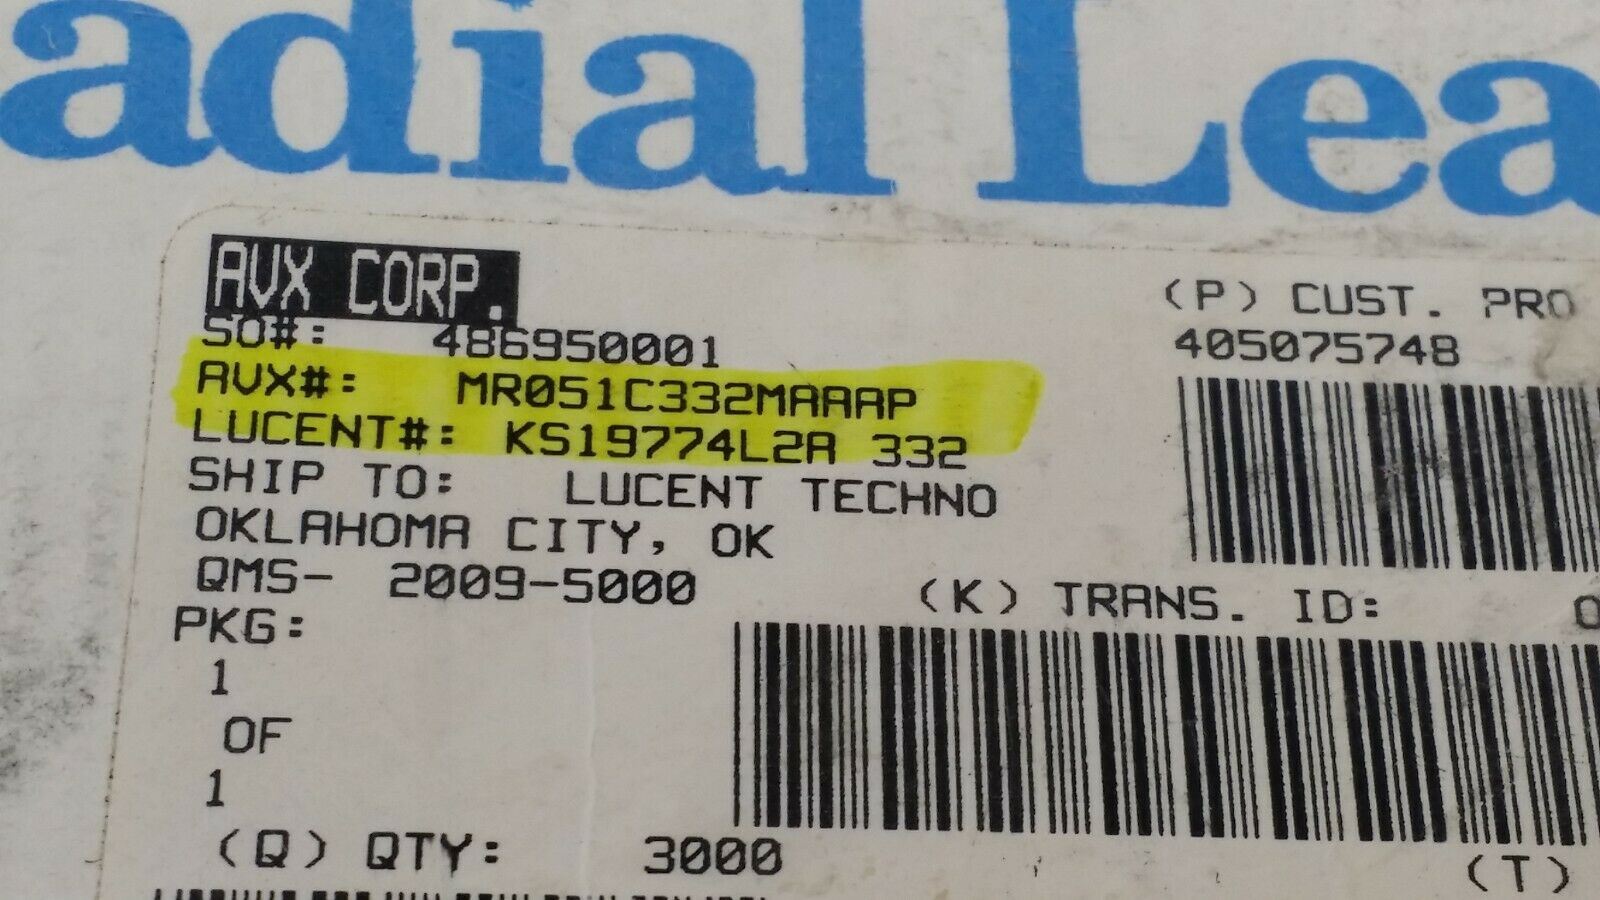 adial Lea
AVX CORP.
SO#: 486950001
AVX#: MR051C332MAAAP
LUCENT#: KS19774L2A 332
SHIP TO: LUCENT TECHNO
OKLAHOMA CITY, OK
QMS- 2009-5000
PKG:
1
OF
1
(Q) QTY: 3000
(P) CUST. PRO
405075748
(K) TRANS. ID: 0
(T)